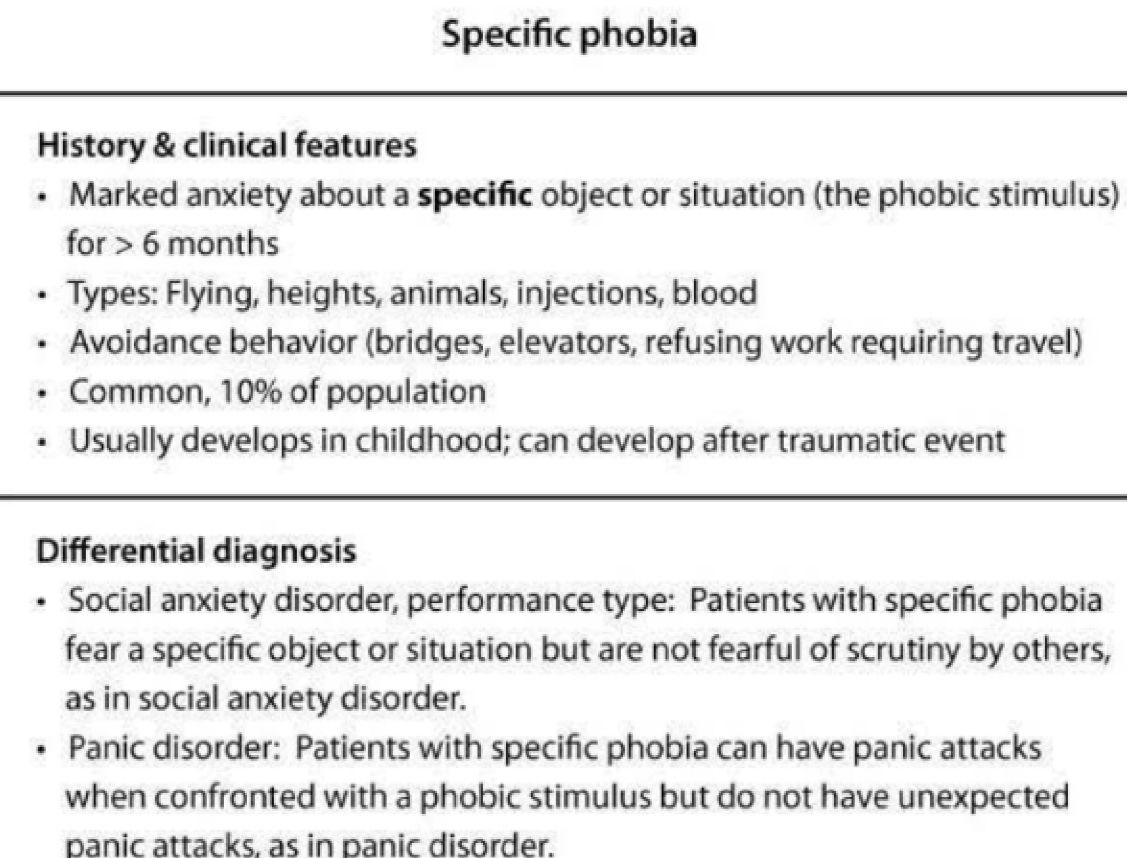 Specific phobia
History & clinical features
• Marked anxiety about a specific object or situation (the phobic stimulus)
for > 6 months
• Types: Flying, heights, animals, injections, blood
• Avoidance behavior (bridges, elevators, refusing work requiring travel)
• Common, 10% of population
• Usually develops in childhood; can develop after traumatic event
Differential diagnosis
• Social anxiety disorder, performance type: Patients with specific phobia
fear a specific object or situation but are not fearful of scrutiny by others,
as in social anxiety disorder.
• Panic disorder: Patients with specific phobia can have panic attacks
when confronted with a phobic stimulus but do not have unexpected
panic attacks, as in panic disorder.